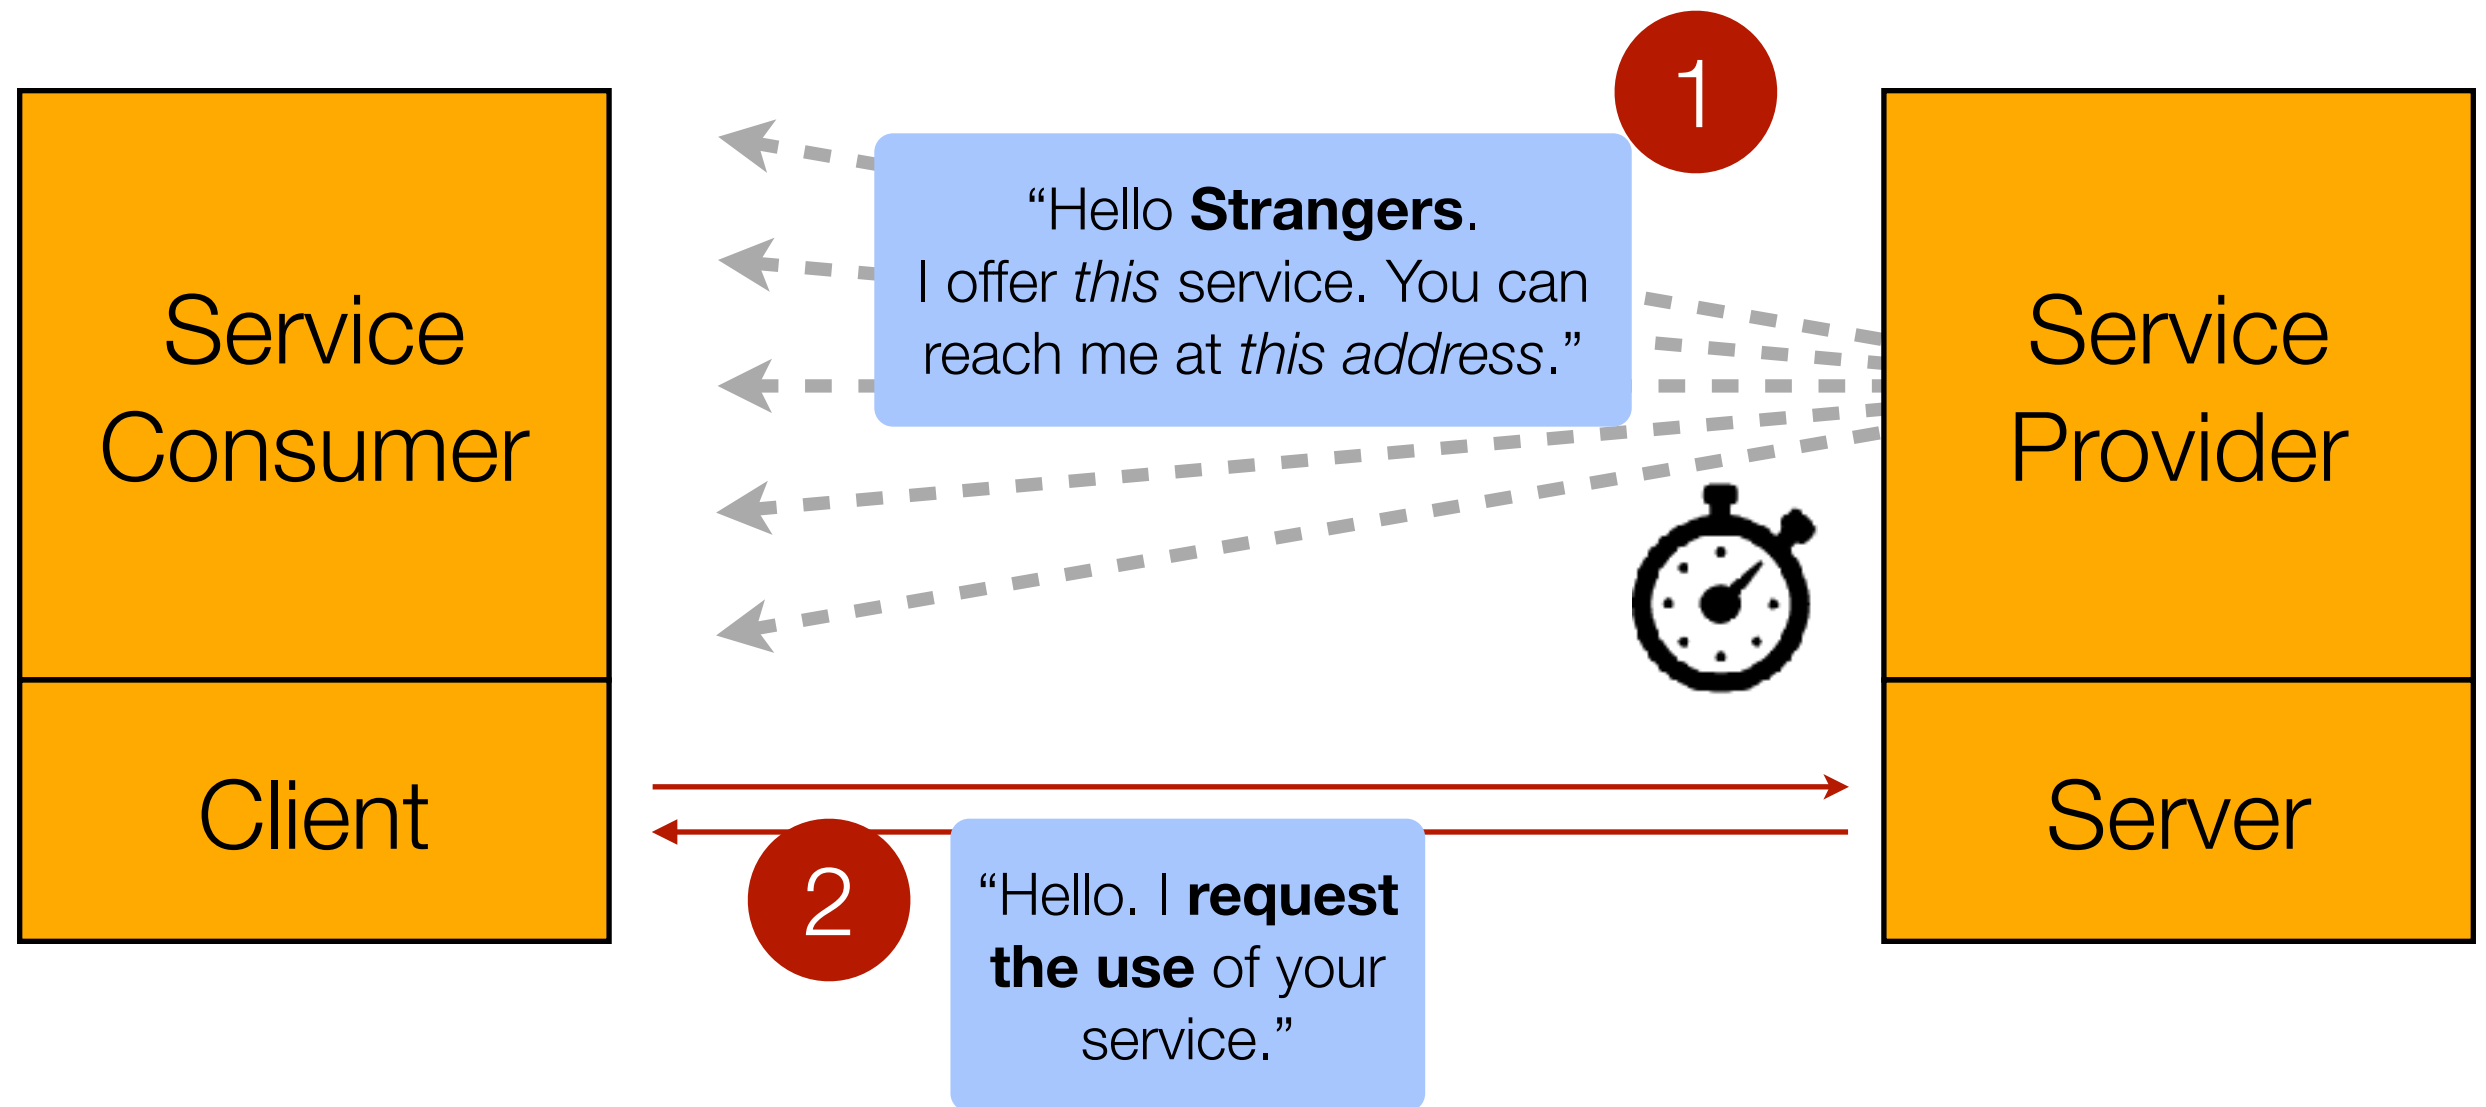 1
“Hello Strangers.
I offer this service. You can
reach me at this address.”
Service
Consumer
Service
Provider
Client
Server
2
“Hello. I request
the use of your
service.”